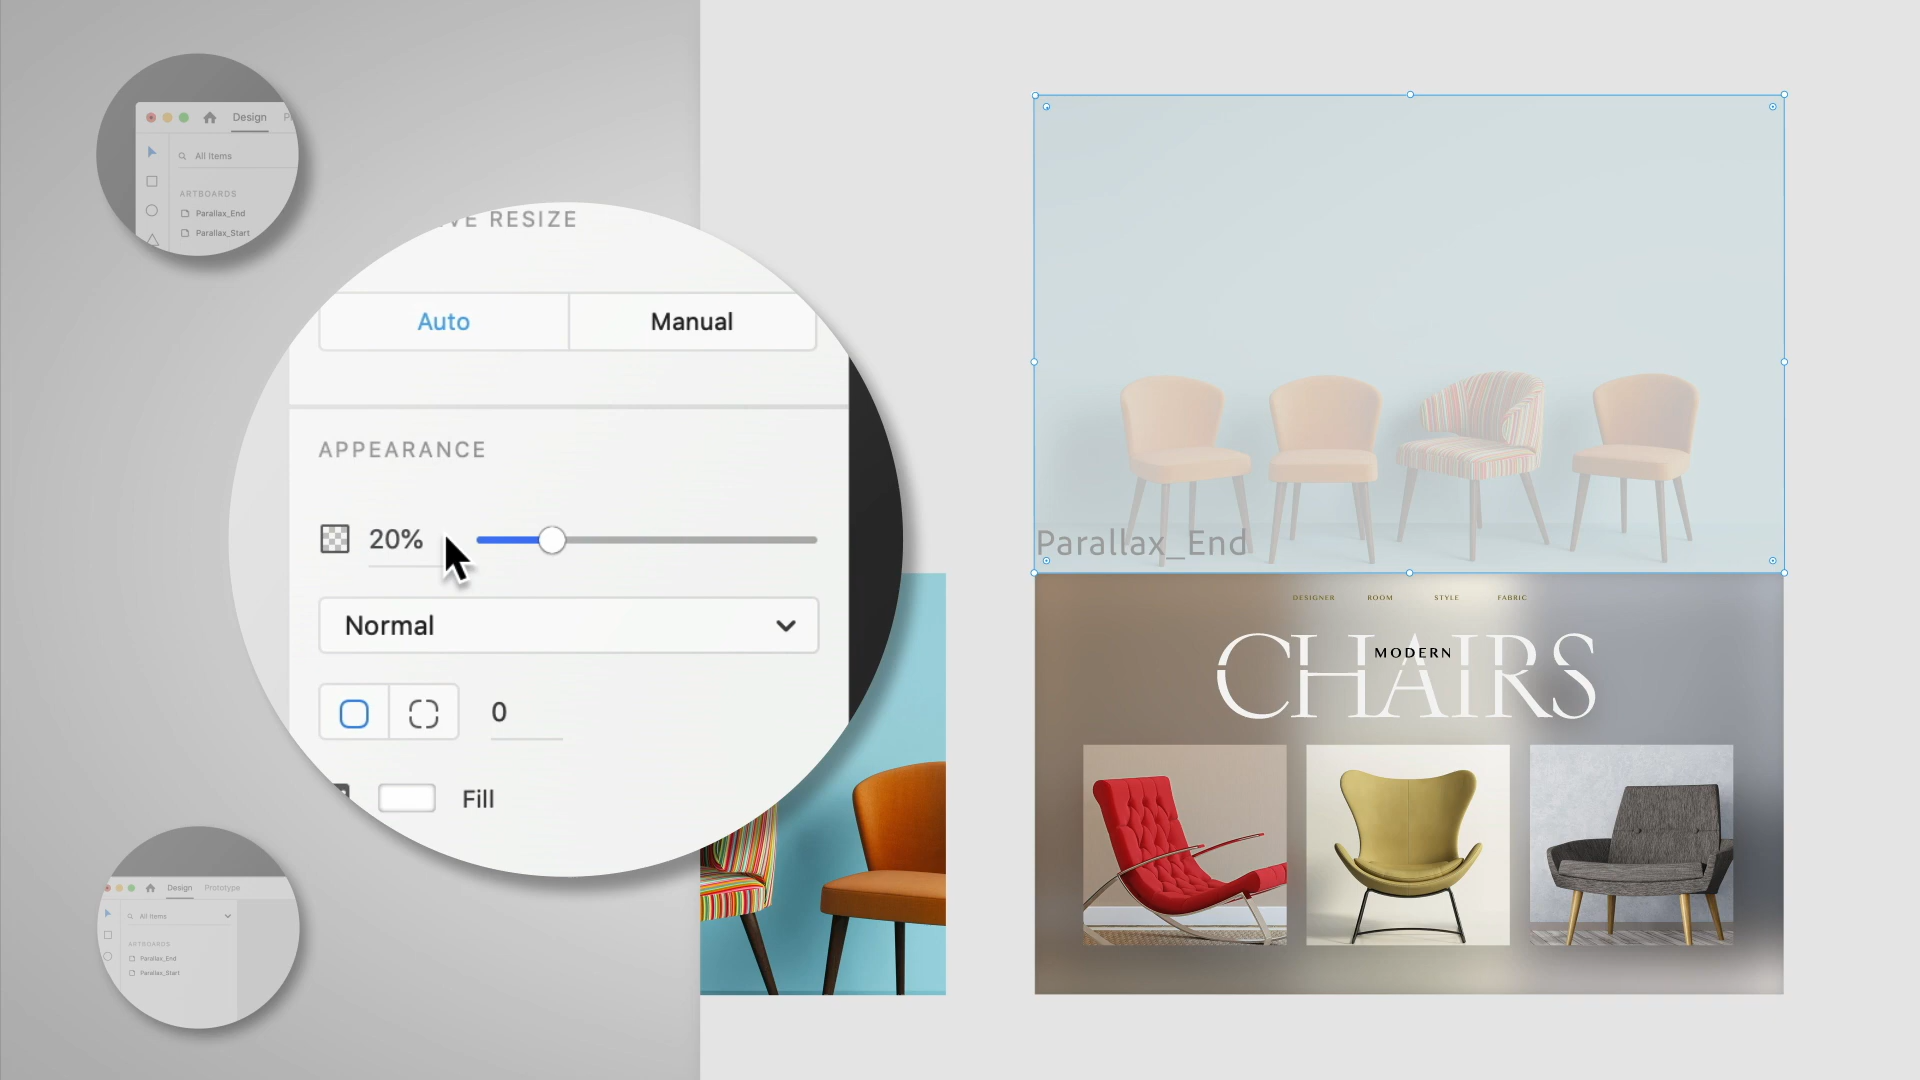 Design
All Items
ARTBOARDS
Parallax_End
Parallax_Start
VE RESIZE
Auto
Manual
APPEARANCE
20%
Normal
0
Fill
Design Prototype
All Items
ARTBOARDS
Parallax_End
Parallax_Start
Parallax_End
DESIGNER ROOM STYLE FABRIC
CHAIRS
MODERN